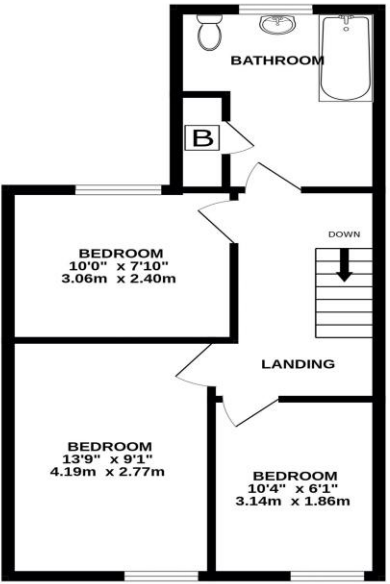 BATHROOM
B
DOWN
BEDROOM
10'0" x 7'10"
3.06m x 2.40m
LANDING
BEDROOM
13'9" x 9'1"
4.19m x 2.77m
BEDROOM
10'4" x 6'1"
3.14m x 1.86m